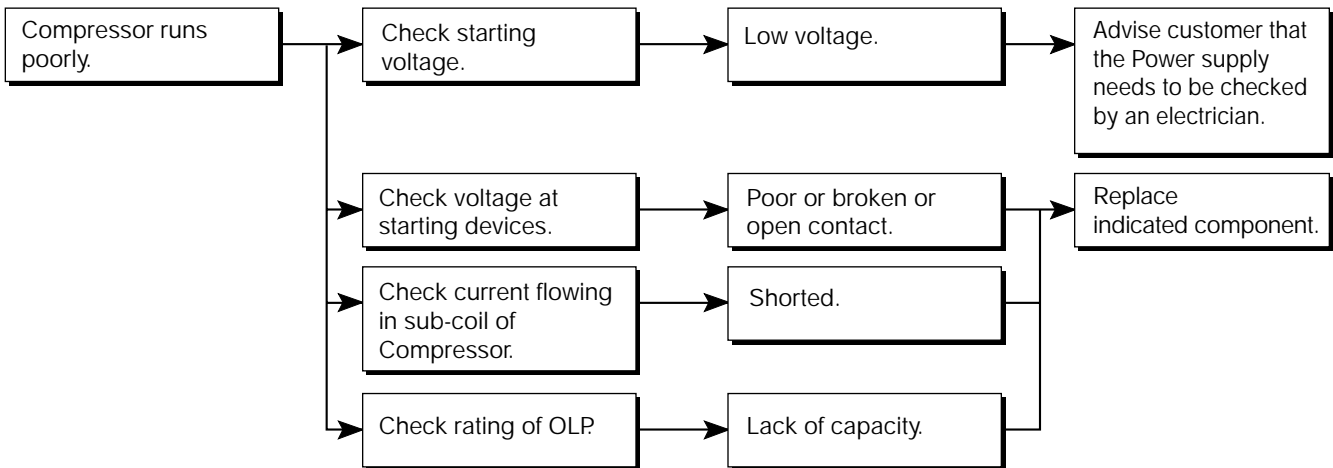 Compressor runs
poorly.
Check starting
voltage.
Low voltage.
Advise customer that
the Power supply
needs to be checked
by an electrician.
Check voltage at
starting devices.
Poor or broken or
open contact.
Replace
indicated component.
Check current flowing
in sub-coil of
Compressor.
Shorted.
Check rating of OLP.
Lack of capacity.